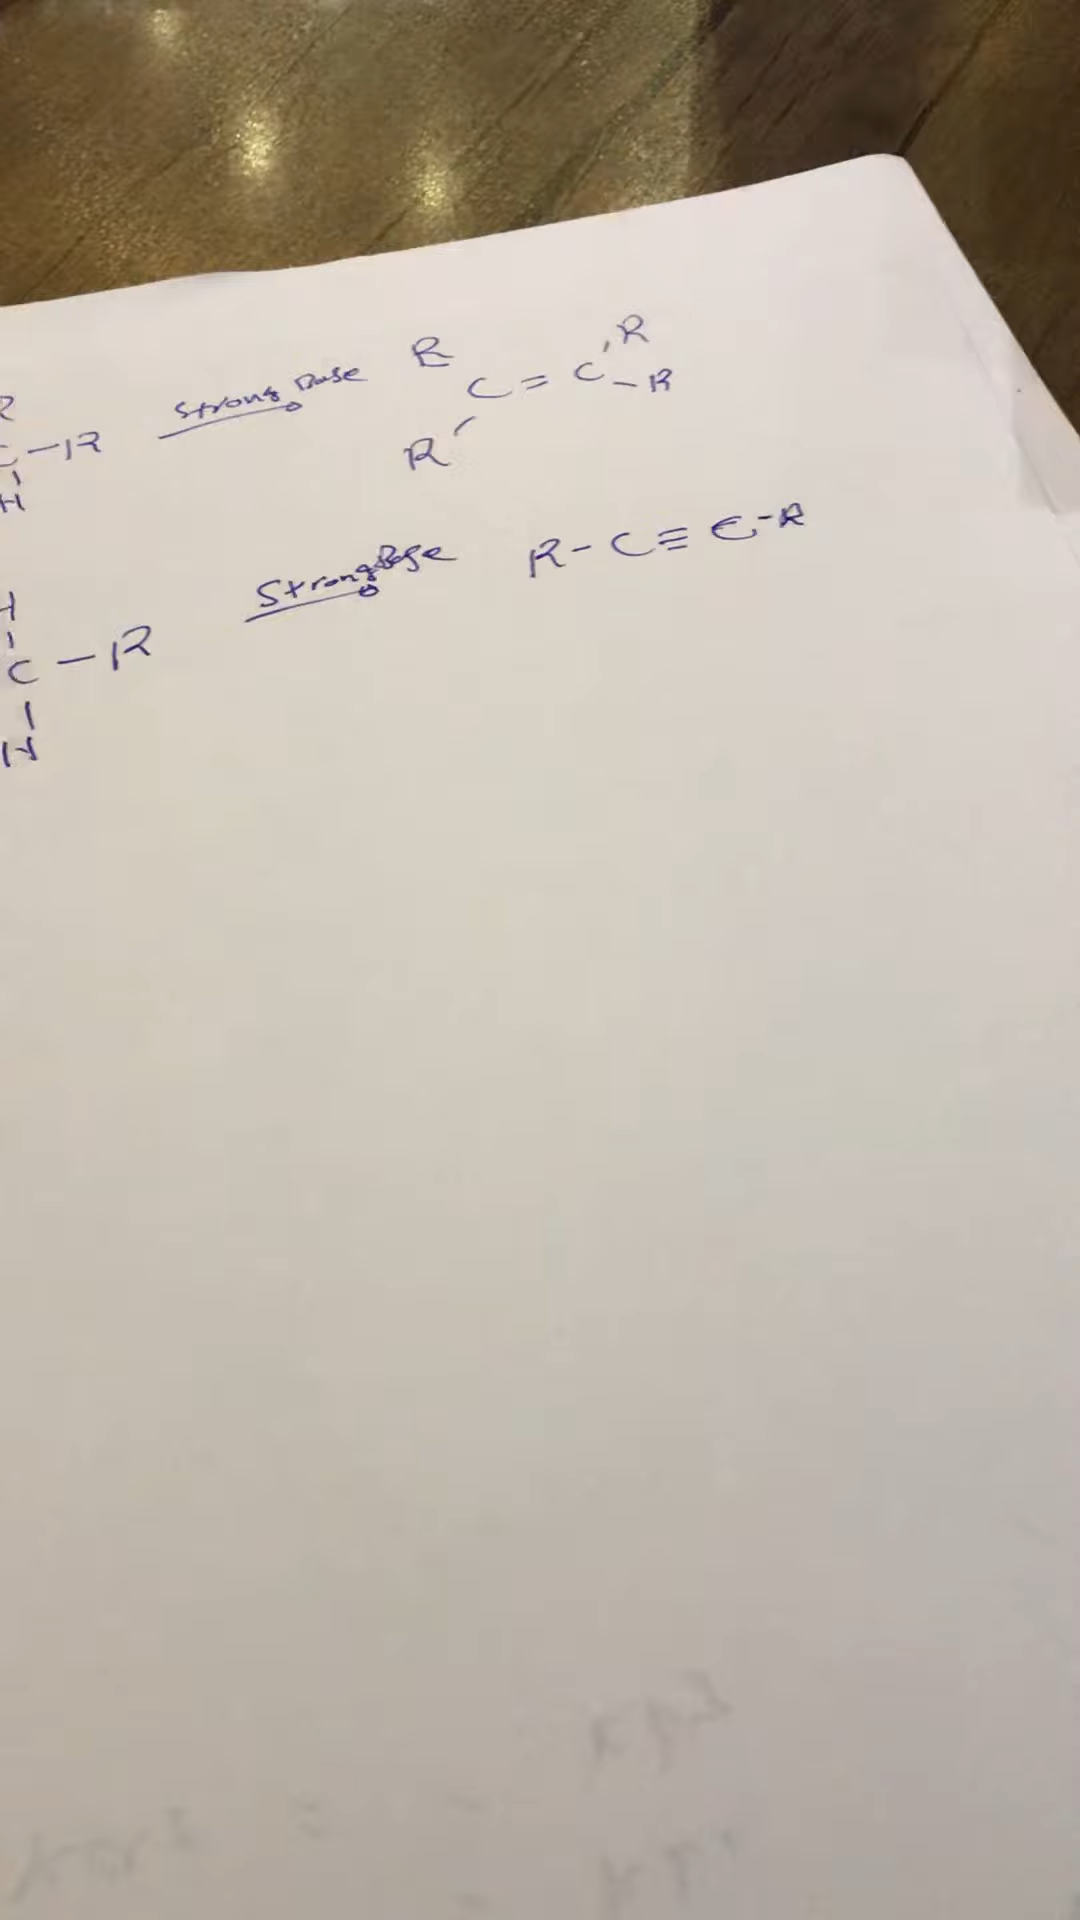 R
C-R Strong Base R C=C R
H R -R
H
C-R Strong Base R-C≡C-R
H